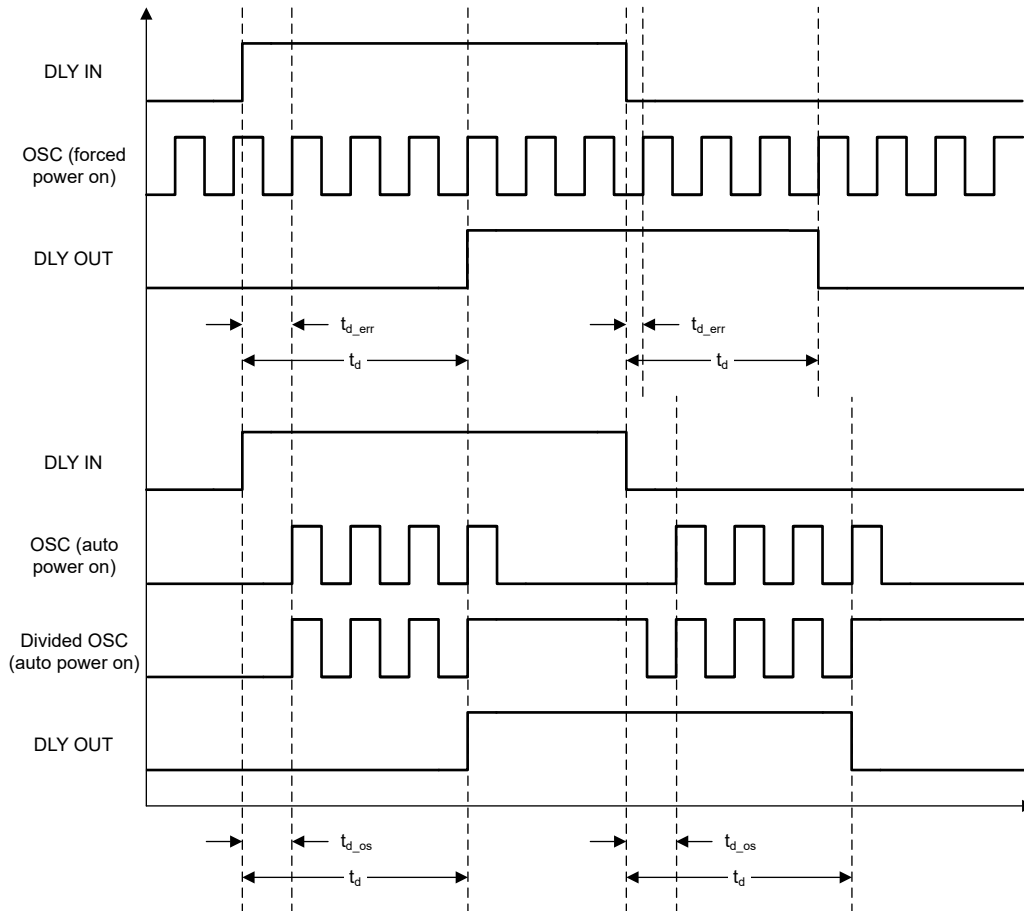 DLY IN
OSC (forced
power on)
DLY OUT
t_d_err
t_d_err
t_d
t_d
DLY IN
OSC (auto
power on)
Divided OSC
(auto power on)
DLY OUT
t_d_os
t_d_os
t_d
t_d